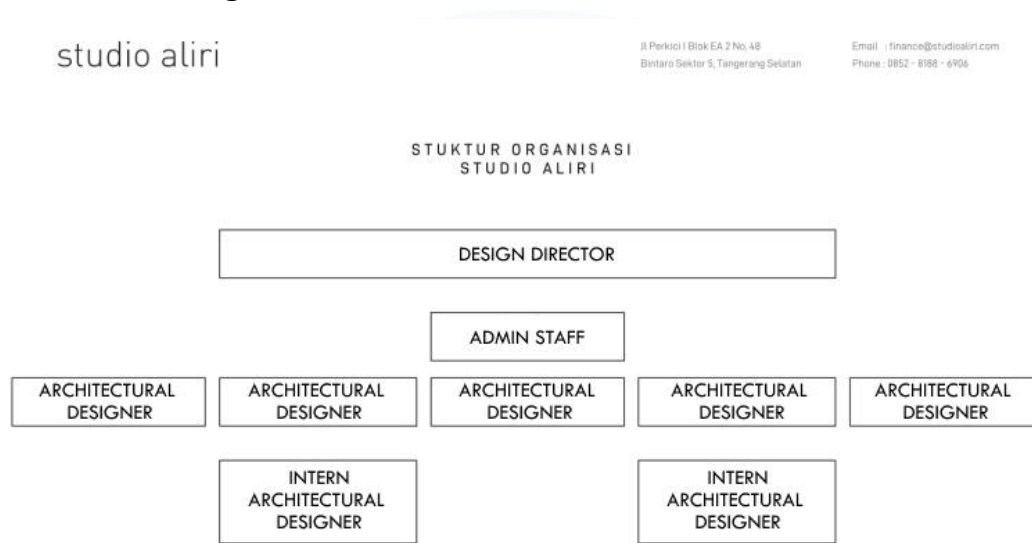 studio aliri
Jl Perkici I Blok EA 2 No. 48
Bintaro Sektor 5, Tangerang Selatan
Email : finance@studioaliri.com
Phone : 0852 - 8188 - 6906
STUKTUR ORGANISASI
STUDIO ALIRI
DESIGN DIRECTOR
ADMIN STAFF
ARCHITECTURAL
DESIGNER
ARCHITECTURAL
DESIGNER
ARCHITECTURAL
DESIGNER
ARCHITECTURAL
DESIGNER
ARCHITECTURAL
DESIGNER
INTERN
ARCHITECTURAL
DESIGNER
INTERN
ARCHITECTURAL
DESIGNER